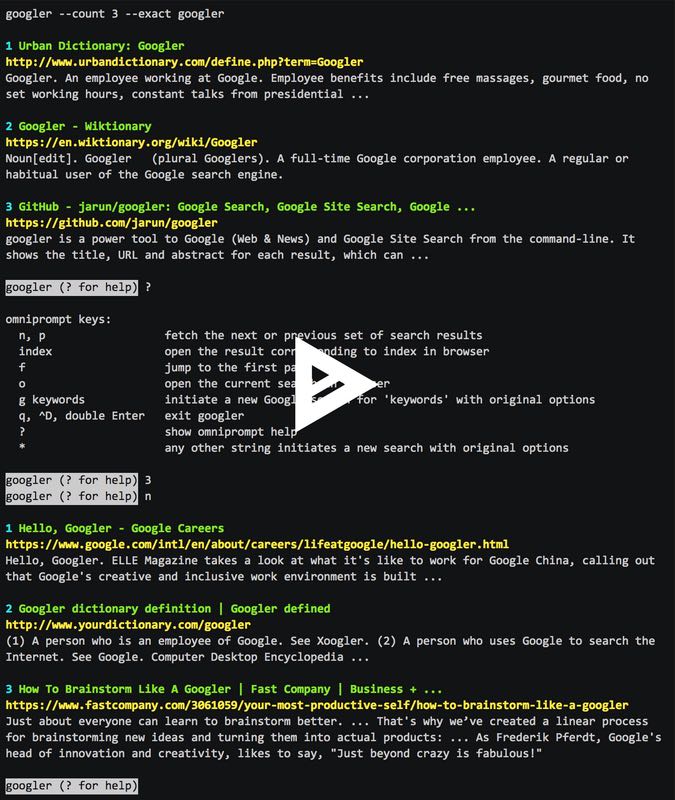 googler --count 3 --exact googler
1 Urban Dictionary: Googler
http://www.urbandictionary.com/define.php?term=Googler
Googler. An employee working at Google. Employee benefits include free massages, gourmet food, no
set working hours, constant talks from presidential ...
2 Googler - Wiktionary
https://en.wiktionary.org/wiki/Googler
Noun[edit]. Googler   (plural Googlers). A full-time Google corporation employee. A regular or
habitual user of the Google search engine.
3 GitHub - jarun/googler: Google Search, Google Site Search, Google ...
https://github.com/jarun/googler
googler is a power tool to Google (Web & News) and Google Site Search from the command-line. It
shows the title, URL and abstract for each result, which can ...
googler (? for help) ?
omniprompt keys:
n, p                  fetch the next or previous set of search results
index                 open the result corresponding to index in browser
f                     jump to the first
o                     open the current
g keywords            initiate a new for 'keywords' with original options
q, ^D, double Enter   exit googler
?                     show omniprompt help
*                     any other string initiates a new search with original options
googler (? for help) 3
googler (? for help) n
1 Hello, Googler - Google Careers
https://www.google.com/intl/en/about/careers/lifeatgoogle/hello-googler.html
Hello, Googler. ELLE Magazine takes a look at what it's like to work for Google China, calling out
that Google's creative and inclusive work environment is built ...
2 Googler dictionary definition | Googler defined
http://www.yourdictionary.com/googler
(1) A person who is an employee of Google. See Xoogler. (2) A person who uses Google to search the
Internet. See Google. Computer Desktop Encyclopedia ...
3 How To Brainstorm Like A Googler | Fast Company | Business + ...
https://www.fastcompany.com/3061059/your-most-productive-self/how-to-brainstorm-like-a-googler
Just about everyone can learn to brainstorm better. ... That's why we’ve created a linear process
for brainstorming new ideas and turning them into actual products: ... As Frederik Pferdt, Google's
head of innovation and creativity, likes to say, "Just beyond crazy is fabulous!"
googler (? for help)